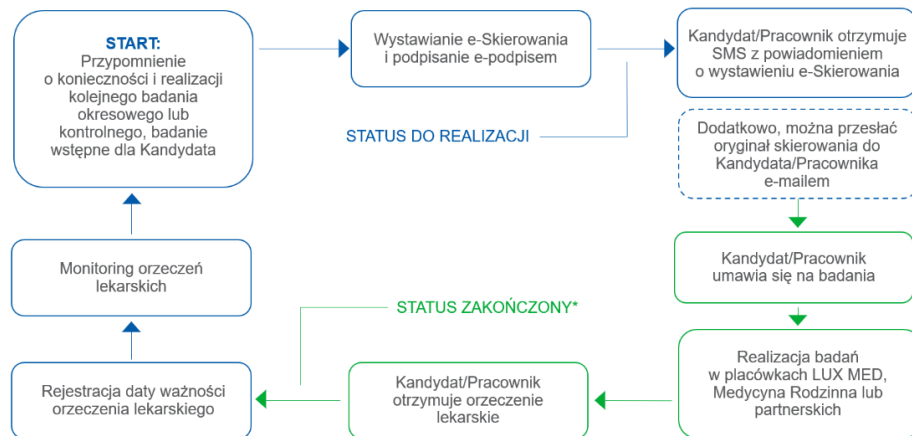 START:
Przypomnienie
o konieczności i realizacji
kolejnego badania
okresowego lub
kontrolnego, badanie
wstępne dla Kandydata
Wystawianie e-Skierowania
i podpisanie e-podpisem
Kandydat/Pracownik otrzymuje
SMS z powiadomieniem
o wystawieniu e-Skierowania
STATUS DO REALIZACJI
Dodatkowo, można przesłać
oryginał skierowania do
Kandydata/Pracownika
e-mailem
Kandydat/Pracownik
umawia się na badania
Realizacja badań
w placówkach LUX MED,
Medycyna Rodzinna lub
partnerskich
Kandydat/Pracownik
otrzymuje orzeczenie
lekarskie
STATUS ZAKOŃCZONY*
Rejestracja daty ważności
orzeczenia lekarskiego
Monitoring orzeczeń
lekarskich